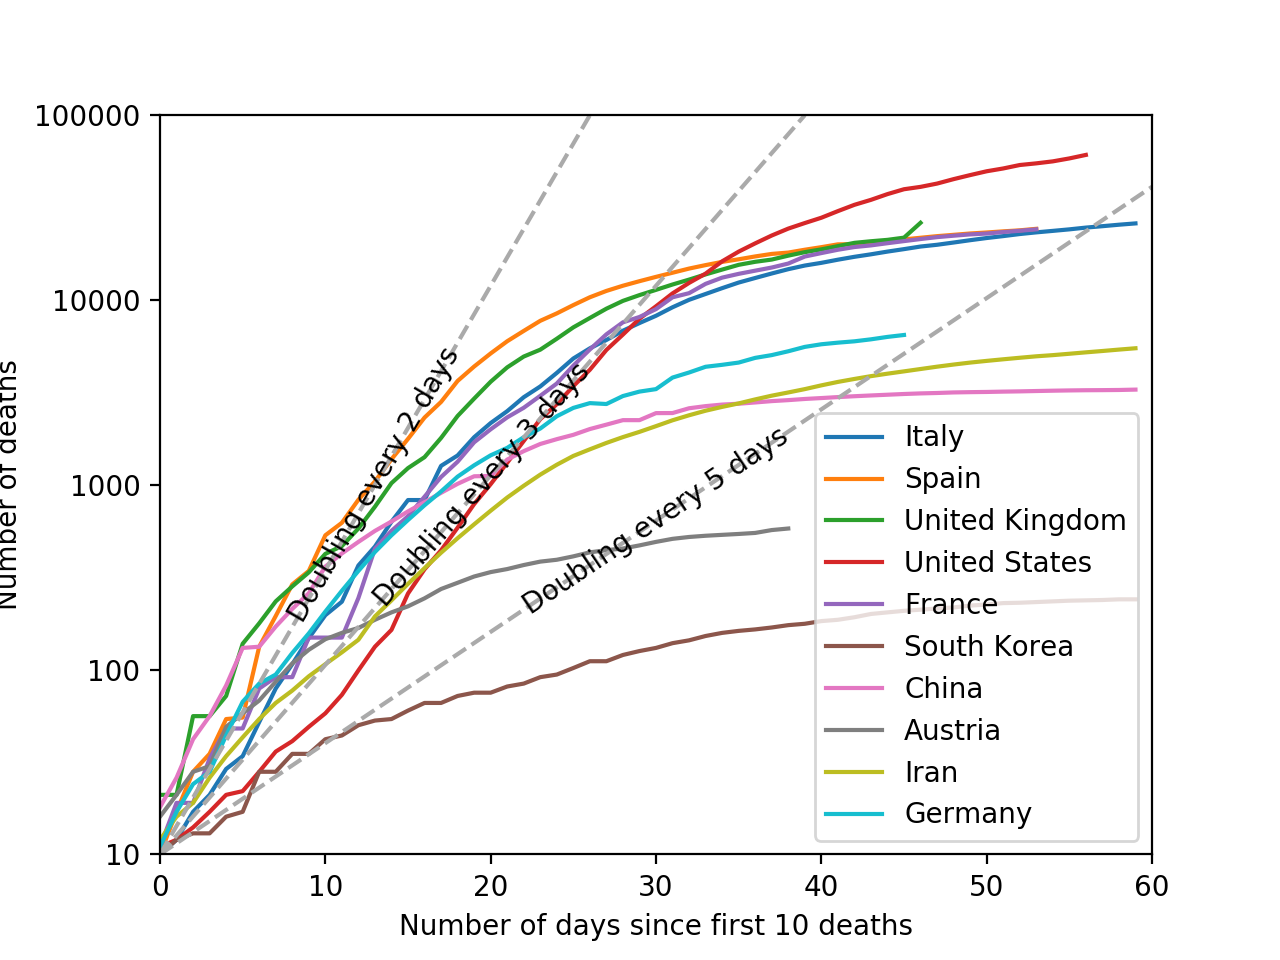 100000
10000
1000
100
10
0
10
20
30
40
50
60
Number of days since first 10 deaths
Number of deaths
Doubling every 2 days
Doubling every 3 days
Doubling every 5 days
Italy
Spain
United Kingdom
United States
France
South Korea
China
Austria
Iran
Germany